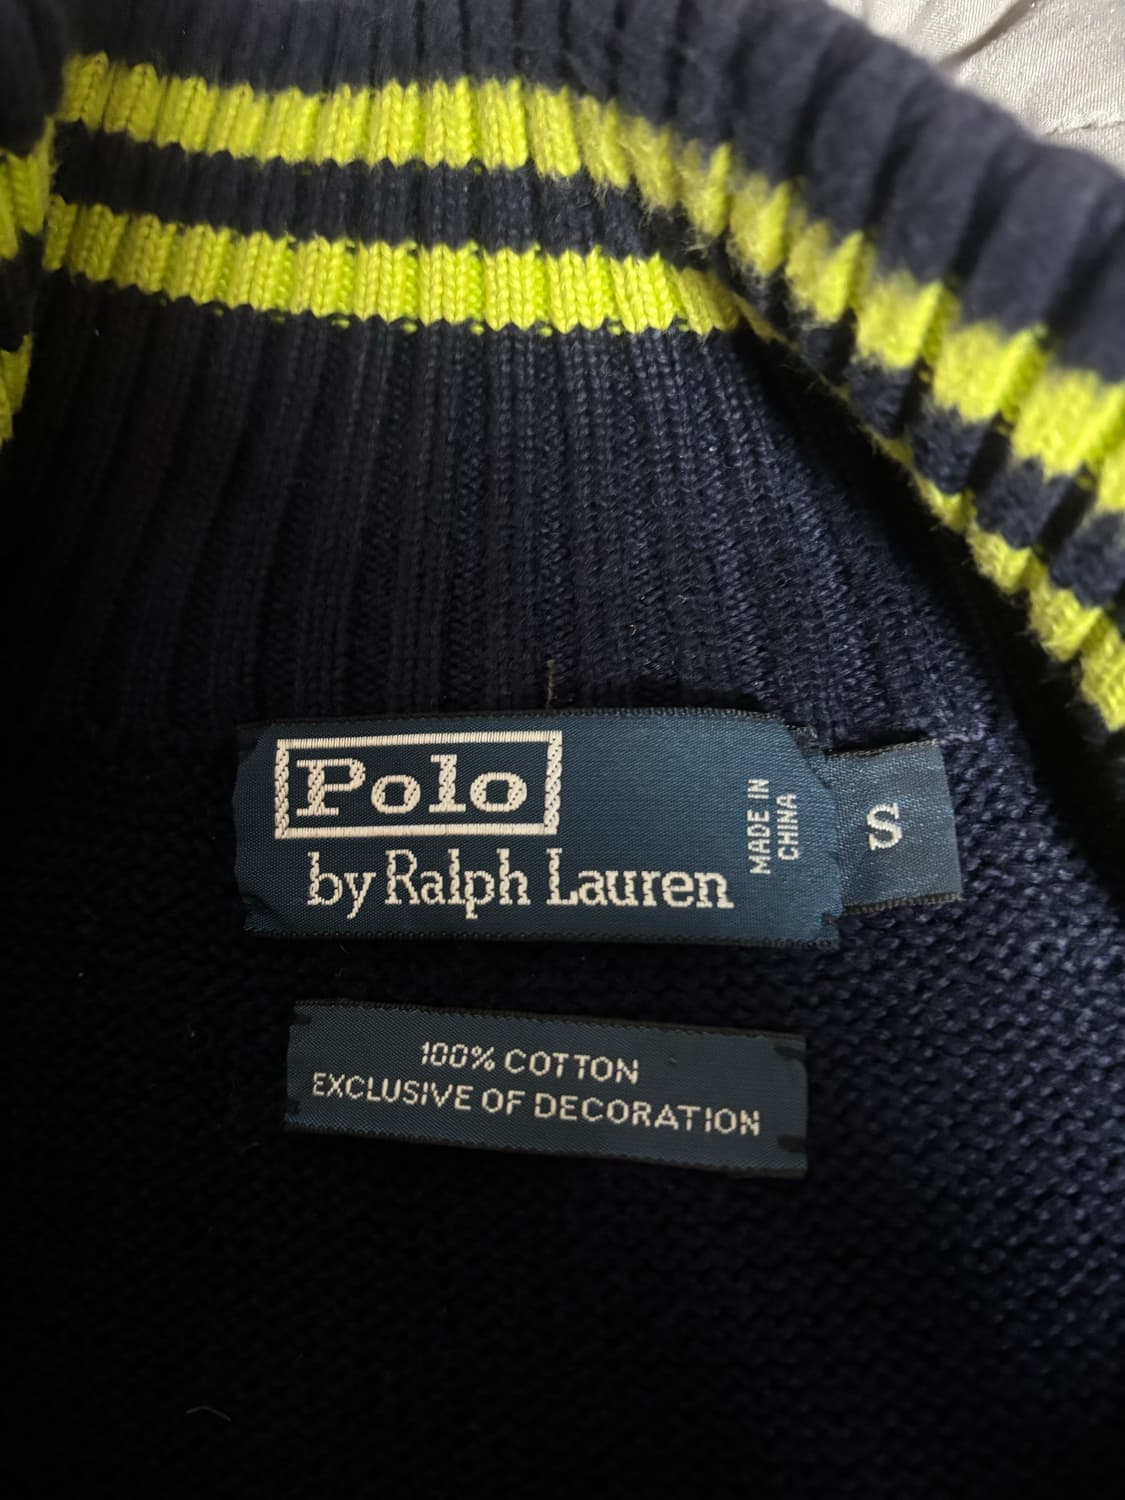 Polo
by Ralph Lauren
MADE IN
CHINA
S
100% COTTON
EXCLUSIVE OF DECORATION